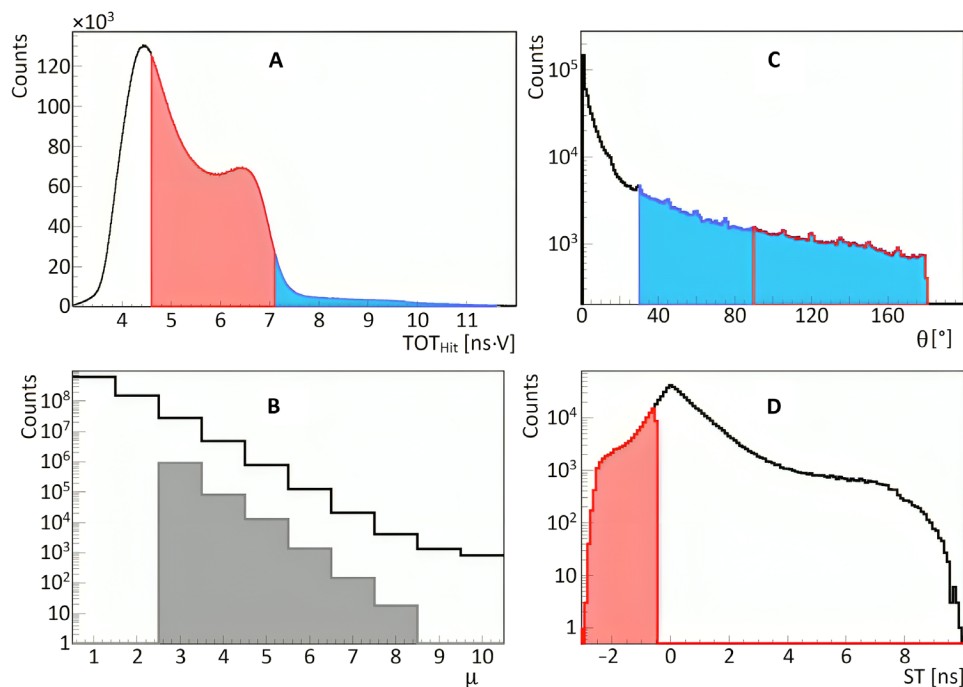 ×10³
A
Counts
120
100
80
60
40
20
0
4 5 6 7 8 9 10 11
TOT_Hit [ns·V]
C
Counts
10⁵
10⁴
10³
0 40 80 120 160
θ [°]
B
Counts
10⁸
10⁷
10⁶
10⁵
10⁴
10³
10²
10
1
1 2 3 4 5 6 7 8 9 10
μ
D
Counts
10⁴
10³
10²
10
1
−2 0 2 4 6 8
ST [ns]